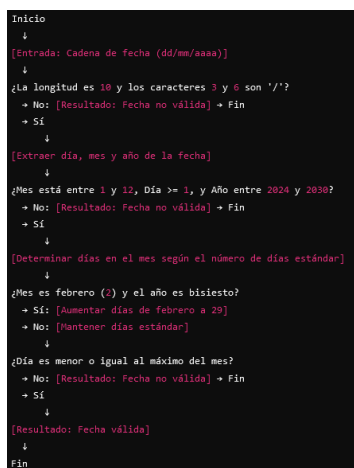 Inicio
↓
[Entrada: Cadena de fecha (dd/mm/aaaa)]
↓
¿La longitud es 10 y los caracteres 3 y 6 son '/'?
→ No: [Resultado: Fecha no válida] → Fin
→ Sí
↓
[Extraer día, mes y año de la fecha]
↓
¿Mes está entre 1 y 12, Día >= 1, y Año entre 2024 y 2030?
→ No: [Resultado: Fecha no válida] → Fin
→ Sí
↓
[Determinar días en el mes según el número de días estándar]
↓
¿Mes es febrero (2) y el año es bisiesto?
→ Sí: [Aumentar días de febrero a 29]
→ No: [Mantener días estándar]
↓
¿Día es menor o igual al máximo del mes?
→ No: [Resultado: Fecha no válida] → Fin
→ Sí
↓
[Resultado: Fecha válida]
↓
Fin